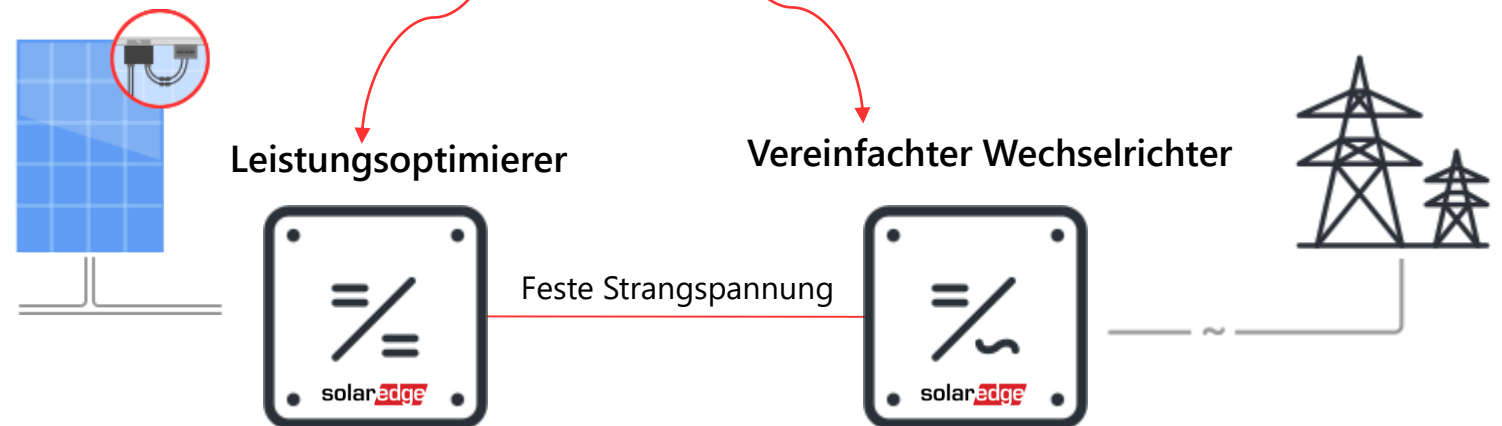 Leistungsoptimierer
Vereinfachter Wechselrichter
Feste Strangspannung
solaredge
solaredge